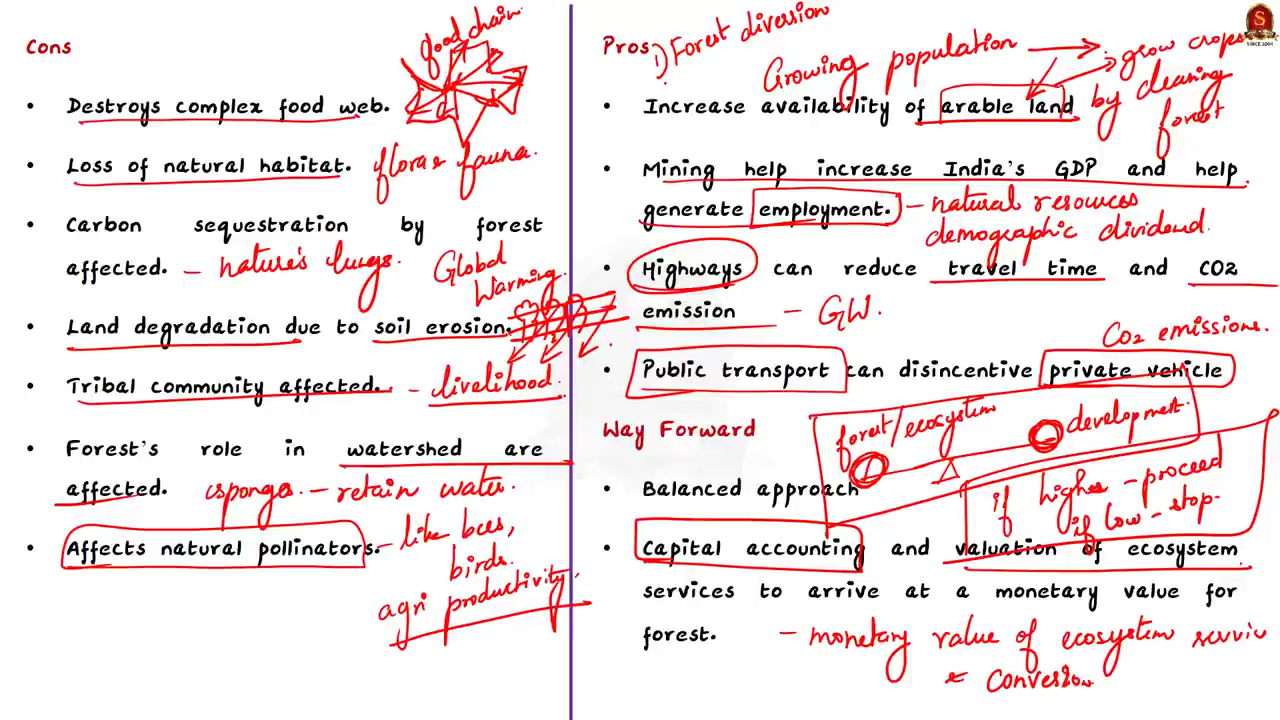 Cons
food chain
• Destroys complex food web.
• Loss of natural habitat. flora & fauna.
• Carbon sequestration by forest
affected. – nature's lungs. Global
Warming.
• Land degradation due to soil erosion.
• Tribal community affected. – livelihood.
• Forest's role in watershed are
affected. sponges – retain water.
• Affects natural pollinators. – like bees,
birds.
agri productivity.
Pros
1) Forest diversion
Growing population → grow crops
by clearing
forest
• Increase availability of arable land
• Mining help increase India's GDP and help
generate employment. – natural resources
demographic dividend.
• Highways can reduce travel time and CO2
emission – GW.
CO2 emissions.
• Public transport can disincentive private vehicle
Way Forward
forest/ecosystem development.
• Balanced approach
if higher – proceed
if low – stop.
• Capital accounting and valuation of ecosystem
services to arrive at a monetary value for
forest. – monetary value of ecosystem
& conversion
S
SINCE 2004